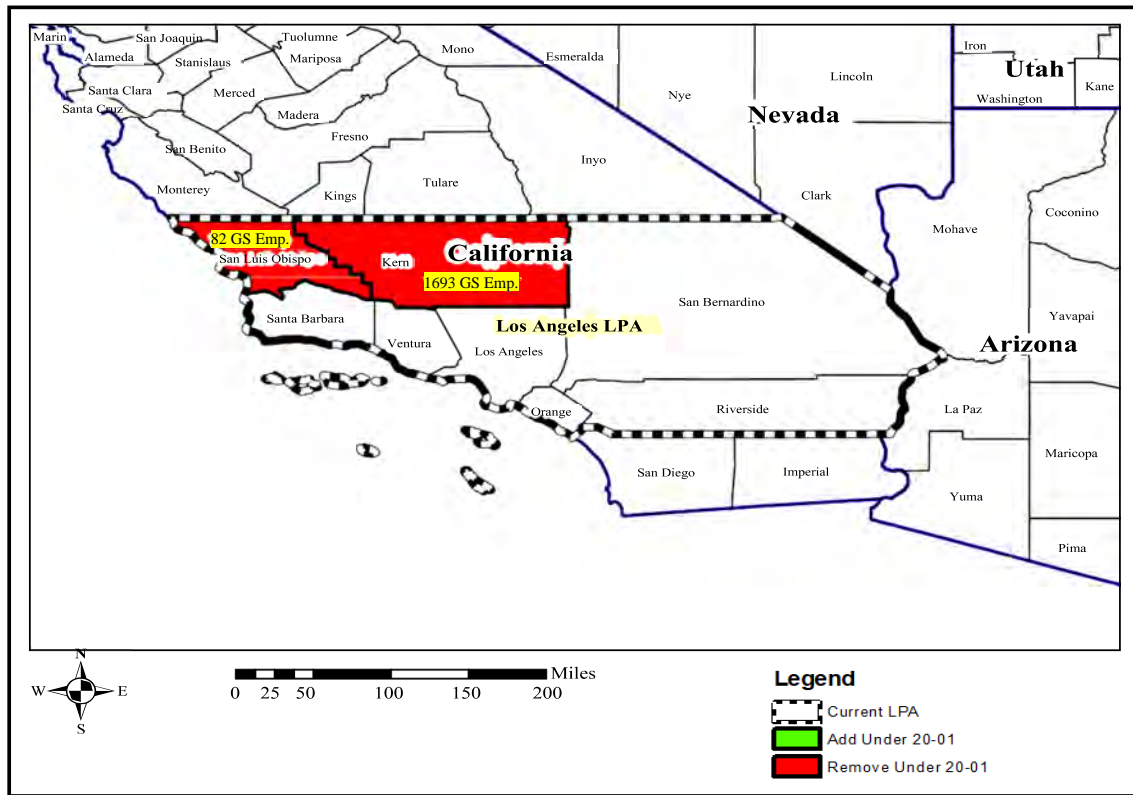 Marin
San Joaquin
Tuolumne
Mono
Esmeralda
Iron
Alameda
Stanislaus
Mariposa
Lincoln
Utah
Nye
Kane
Santa Clara
Merced
Washington
Santa Cruz
Madera
Nevada
Fresno
San Benito
Inyo
Monterey
Kings
Tulare
Clark
Coconino
Mohave
82 GS Emp.
San Luis Obispo
Kern
California
1693 GS Emp.
San Bernardino
Santa Barbara
Los Angeles LPA
Yavapai
Ventura
Los Angeles
Arizona
Orange
Riverside
La Paz
Maricopa
San Diego
Imperial
Yuma
Pima
N
W
E
S
Miles
0 25 50 100 150 200
Legend
Current LPA
Add Under 20-01
Remove Under 20-01